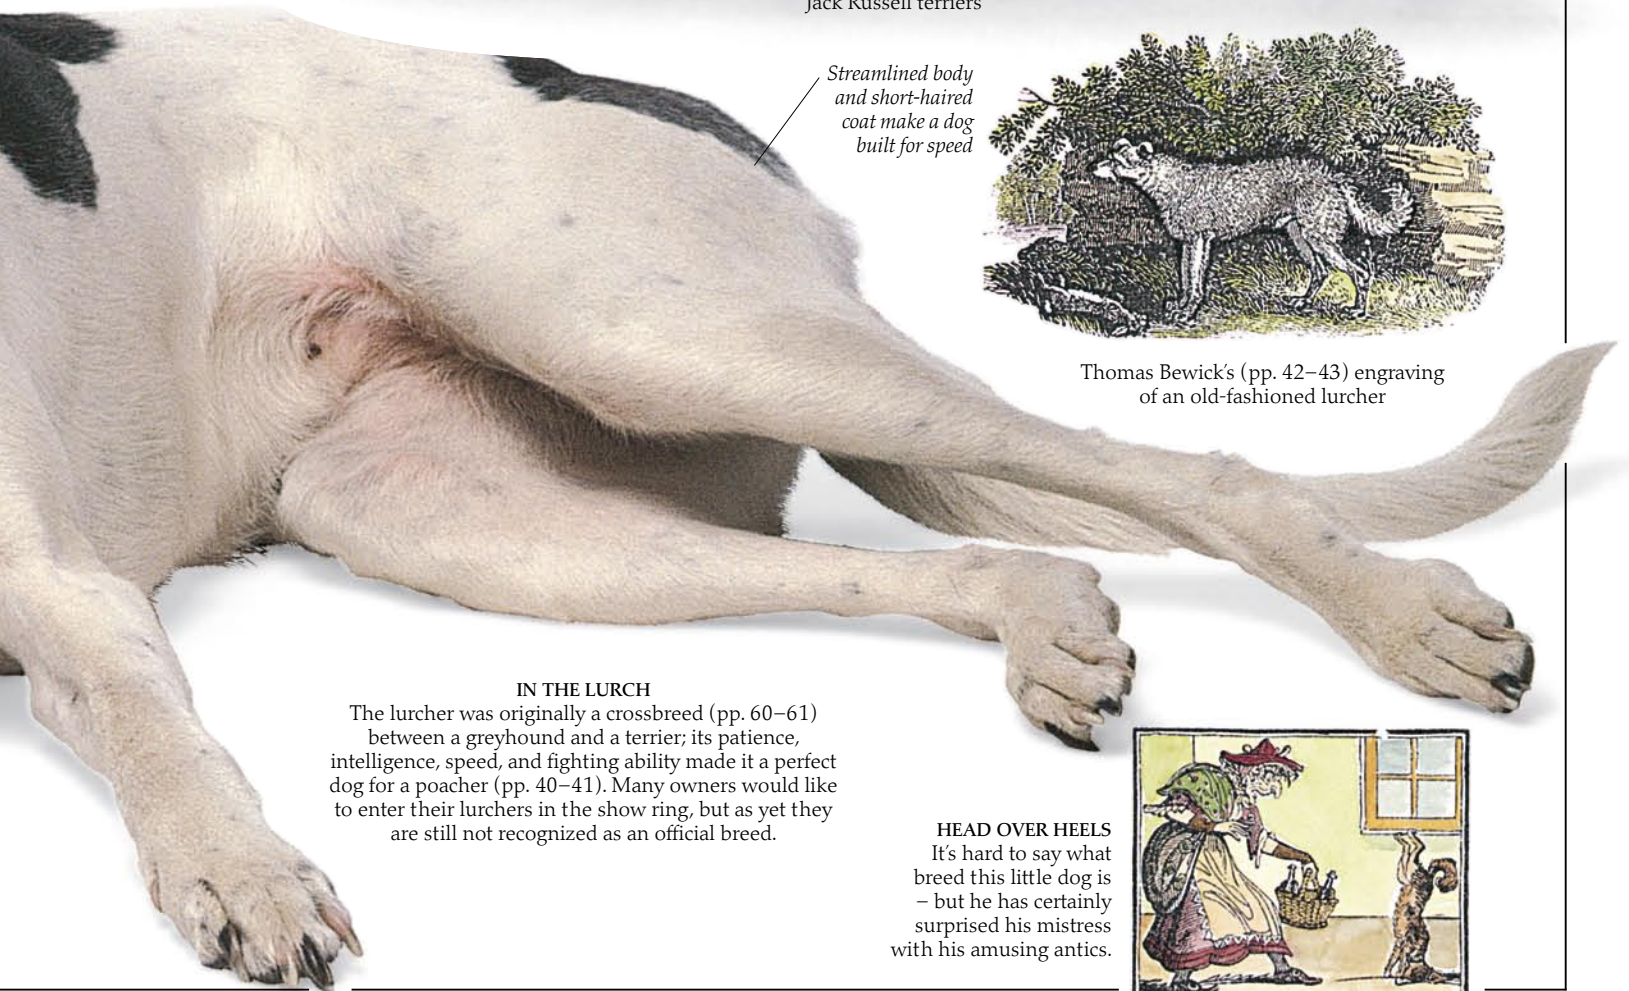 Jack Russell terriers
Streamlined body
and short-haired
coat make a dog
built for speed
Thomas Bewick’s (pp. 42–43) engraving
of an old-fashioned lurcher
IN THE LURCH
The lurcher was originally a crossbreed (pp. 60–61)
between a greyhound and a terrier; its patience,
intelligence, speed, and fighting ability made it a perfect
dog for a poacher (pp. 40–41). Many owners would like
to enter their lurchers in the show ring, but as yet they
are still not recognized as an official breed.
HEAD OVER HEELS
It’s hard to say what
breed this little dog is
– but he has certainly
surprised his mistress
with his amusing antics.